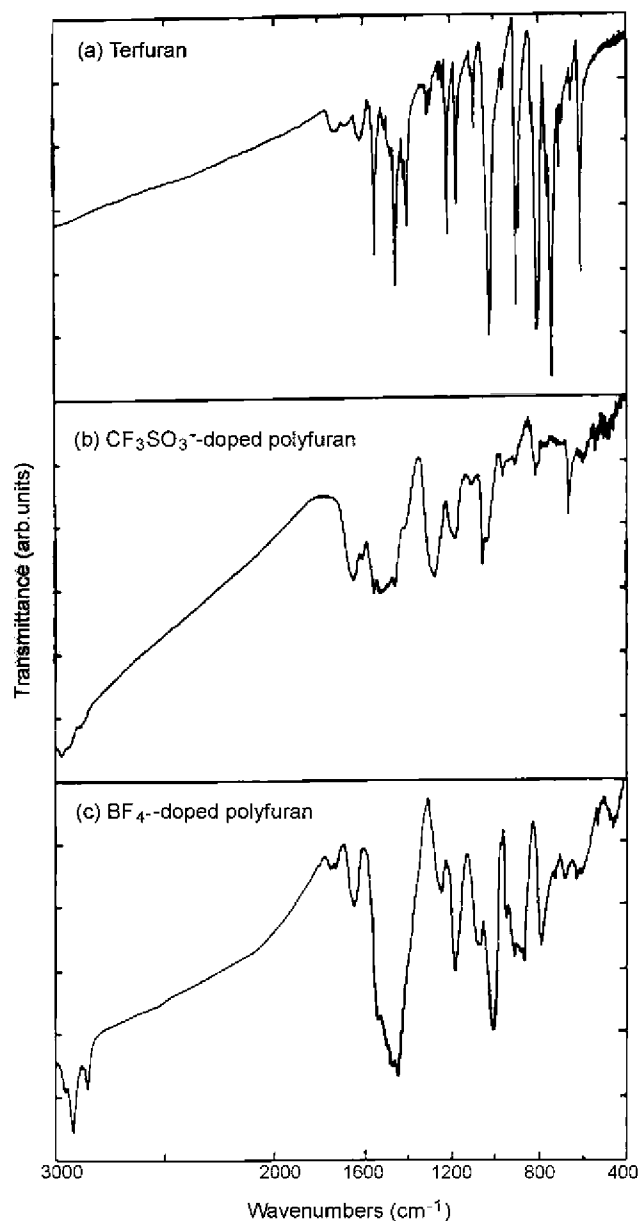 (a) Terfuran
(b) CF₃SO₃⁻-doped polyfuran
(c) BF₄--doped polyfuran
Transmittance (arb.units)
3000 2000 1600 1200 800 400
Wavenumbers (cm⁻¹)